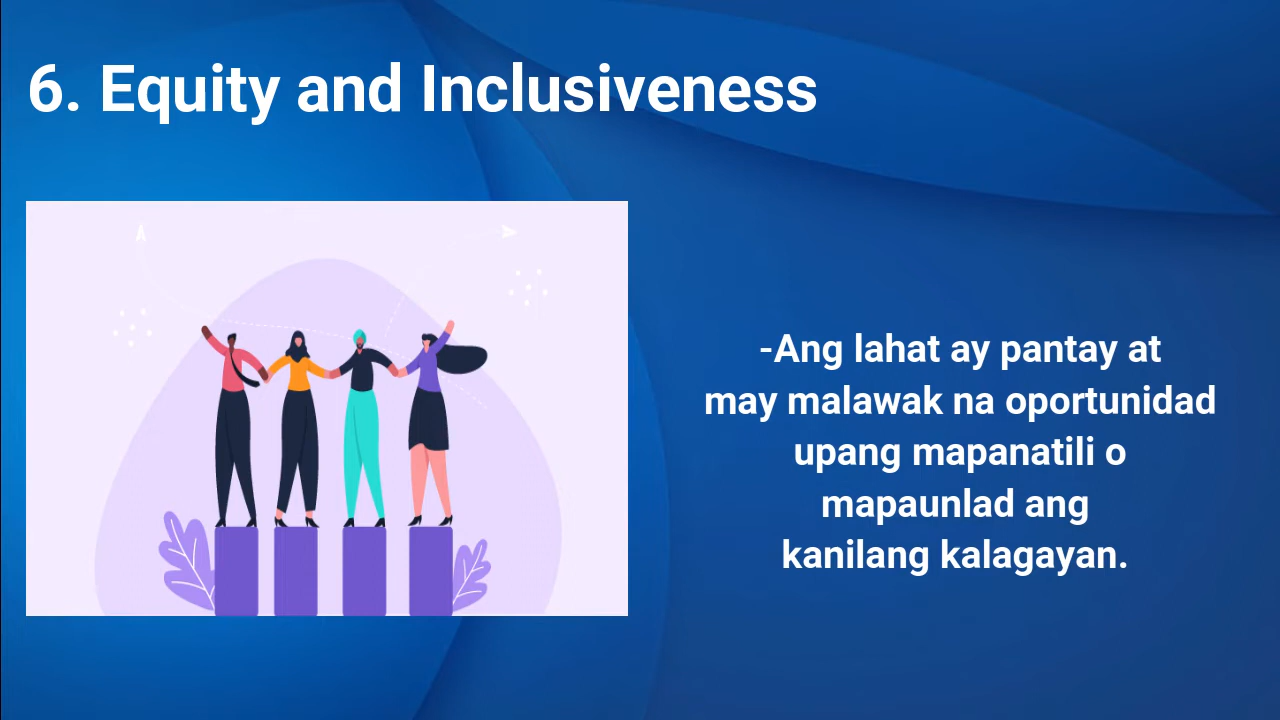 6. Equity and Inclusiveness
-Ang lahat ay pantay at
may malawak na oportunidad
upang mapanatili o
mapaunlad ang
kanilang kalagayan.